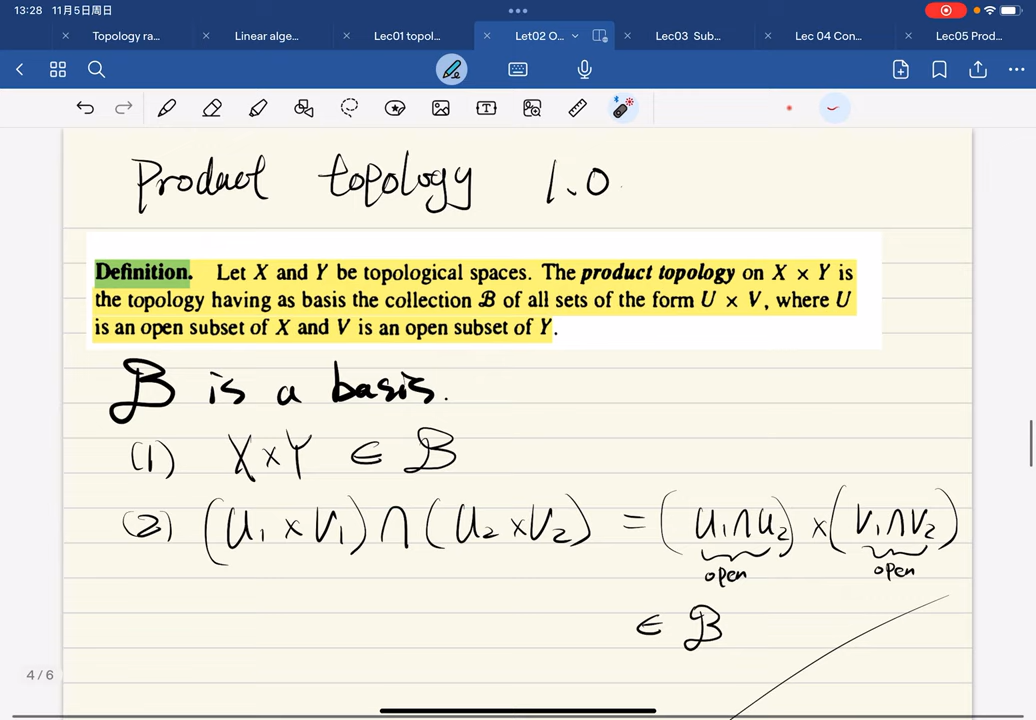 13:28 11月5日周日
Topology ra... Linear alge... Lec01 topol... Let02 O... Lec03 Sub... Lec 04 Con... Lec05 Prod...
Product topology 1.0
Definition. Let X and Y be topological spaces. The product topology on X × Y is
the topology having as basis the collection ℬ of all sets of the form U × V, where U
is an open subset of X and V is an open subset of Y.
ℬ is a basis.
(1) X×Y ∈ ℬ
(2) (U₁ × V₁) ∩ (U₂ × V₂) = (U₁∩U₂) × (V₁∩V₂)
open open
∈ ℬ
4 / 6